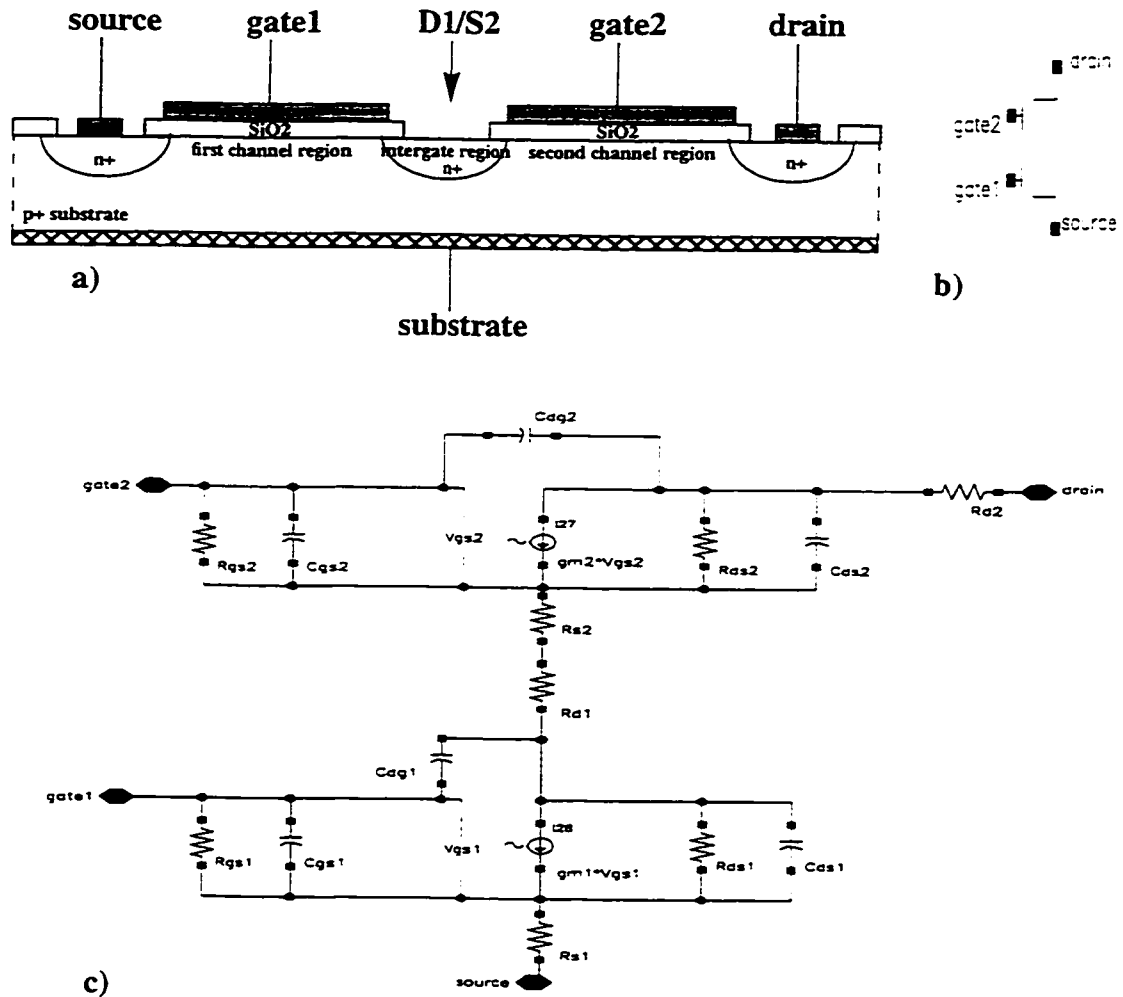 source gate1 D1/S2 gate2 drain
SiO2 SiO2
n+ first channel region intergate region second channel region n+
n+
p+ substrate
a)
substrate
drain
gate2
gate1
source
b)
Cdg2
gate2
drain
Rd2
Rgs2
Cgs2
Vgs2
I27
gm2*Vgs2
Rds2
Cds2
Rs2
Rd1
Cdg1
gate1
Rgs1
Cgs1
Vgs1
I28
gm1*Vgs1
Rds1
Cds1
Rs1
source
c)